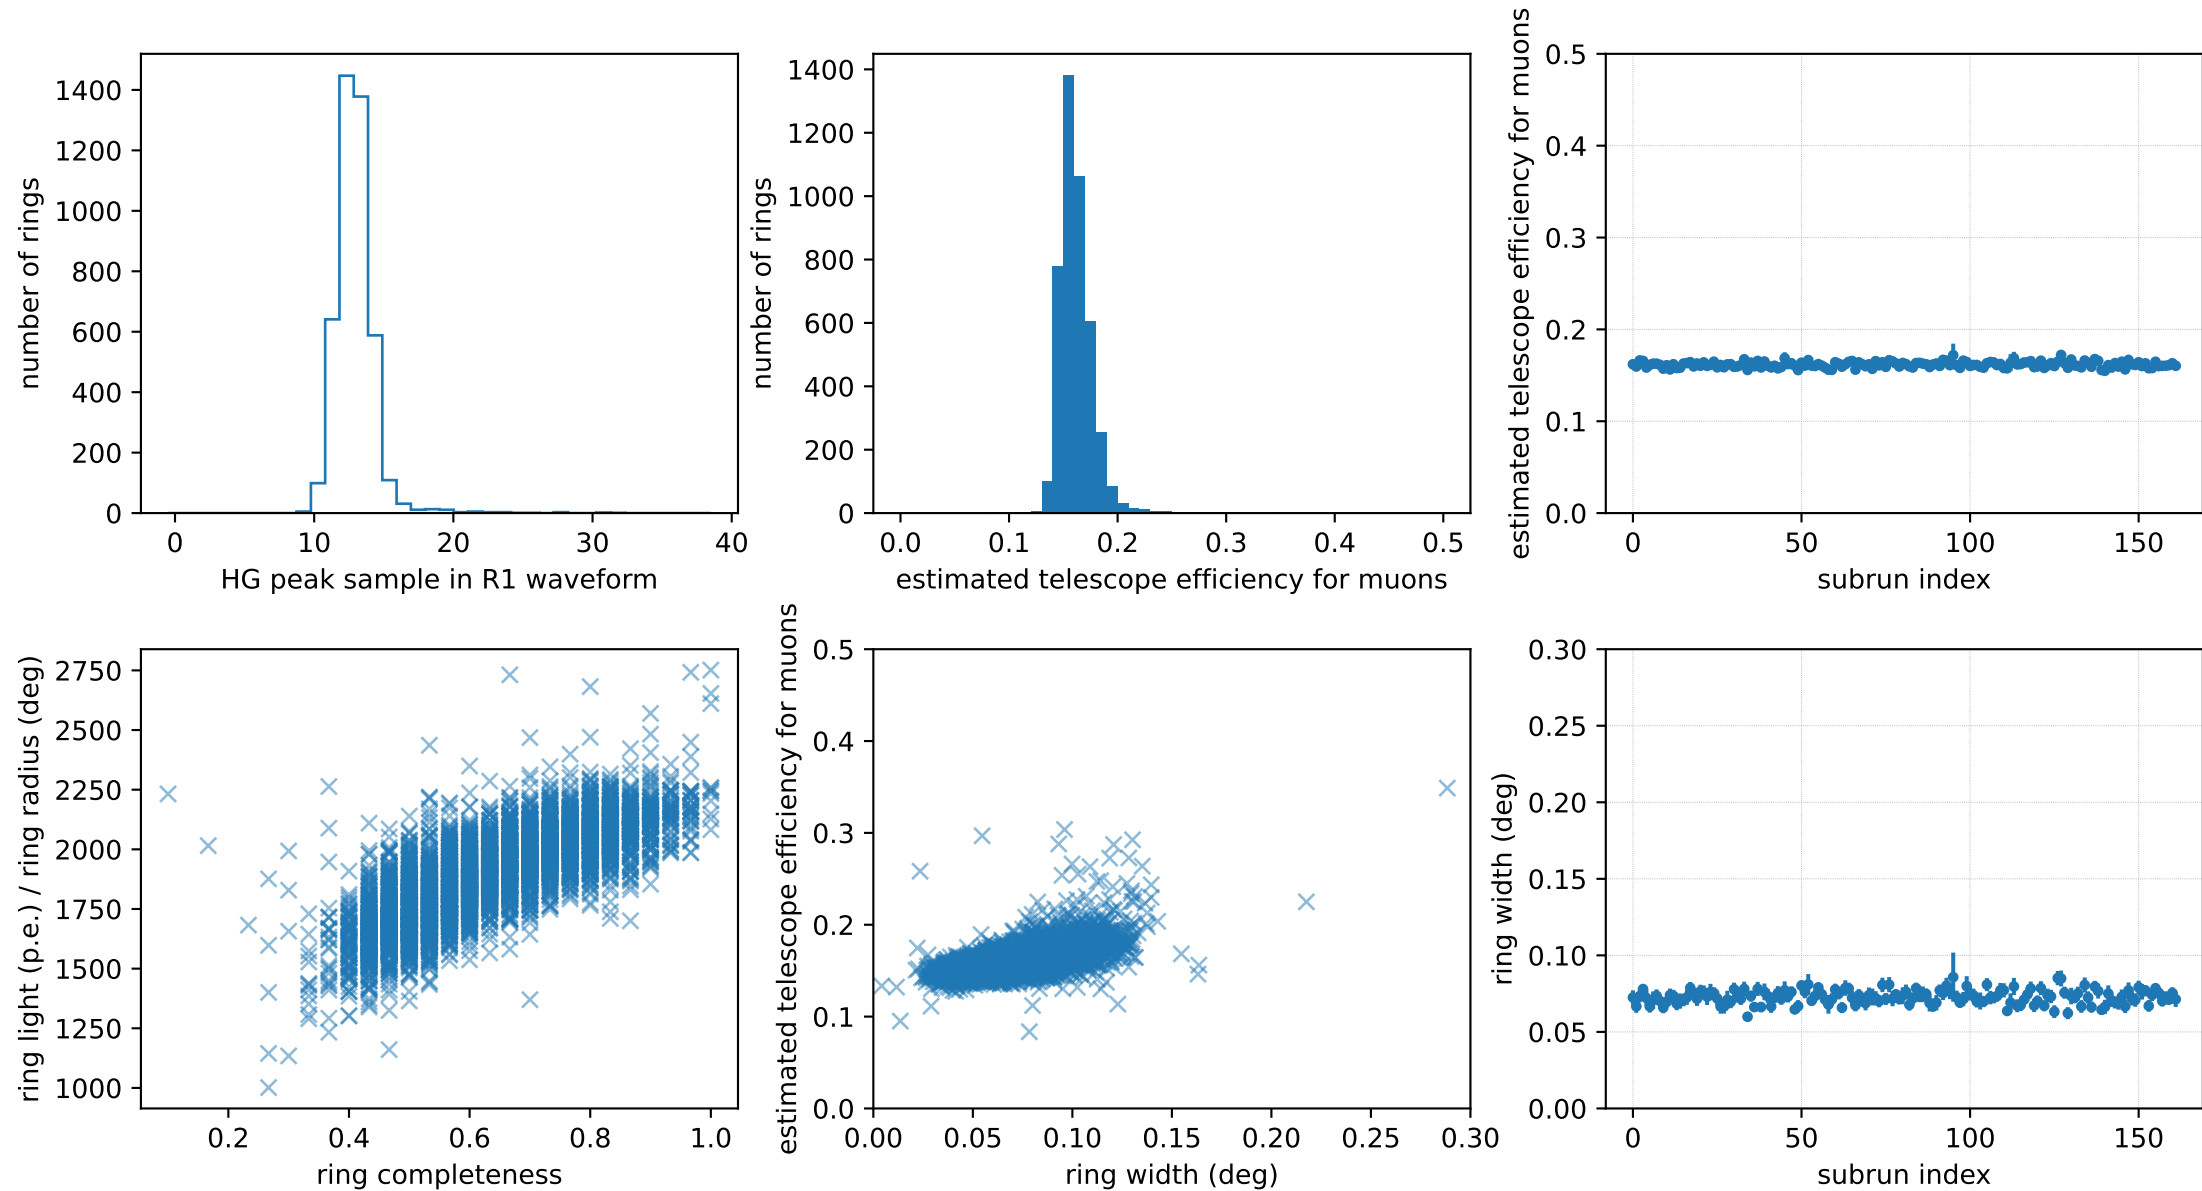 number of rings
1400
1200
1000
800
600
400
200
0
0 10 20 30 40
HG peak sample in R1 waveform
number of rings
1400
1200
1000
800
600
400
200
0
0.0 0.1 0.2 0.3 0.4 0.5
estimated telescope efficiency for muons
estimated telescope efficiency for muons
0.5
0.4
0.3
0.2
0.1
0.0
0 50 100 150
subrun index
ring light (p.e.) / ring radius (deg)
2750
2500
2250
2000
1750
1500
1250
1000
0.2 0.4 0.6 0.8 1.0
ring completeness
estimated telescope efficiency for muons
0.5
0.4
0.3
0.2
0.1
0.0
0.00 0.05 0.10 0.15 0.20 0.25 0.30
ring width (deg)
ring width (deg)
0.30
0.25
0.20
0.15
0.10
0.05
0.00
0 50 100 150
subrun index